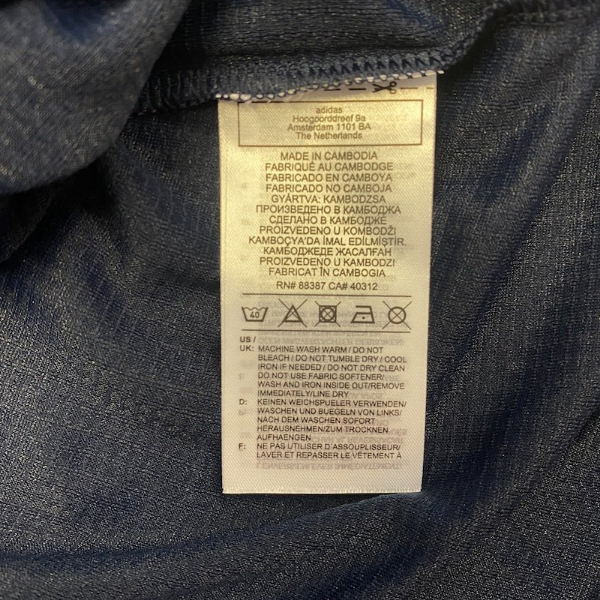 adidas
Hoogoorddreef 9a
Amsterdam 1101 BA
The Netherlands
MADE IN CAMBODIA
FABRIQUÉ AU CAMBODGE
FABRICADO EN CAMBOYA
FABRICADO NO CAMBOJA
GYÁRTVA: KAMBODZSA
ПРОИЗВЕДЕНО В КАМБОДЖА
СДЕЛАНО В КАМБОДЖЕ
PROIZVEDENO U KOMBODŽI
KAMBOÇYA'DA İMAL EDİLMİŞTİR.
КАМБОДЖЕДЕ ЖАСАЛҒАН
PROIZVEDENO U KAMBODZI
FABRICAT ÎN CAMBOGIA
RN# 88387 CA# 40312
40
US /
UK: MACHINE WASH WARM / DO NOT
BLEACH / DO NOT TUMBLE DRY / COOL
IRON IF NEEDED / DO NOT DRY CLEAN
DO NOT USE FABRIC SOFTENER/
WASH AND IRON INSIDE OUT/REMOVE
IMMEDIATELY/LINE DRY
D: KEINEN WEICHSPUELER VERWENDEN/
WASCHEN UND BUEGELN VON LINKS/
NACH DEM WASCHEN SOFORT
HERAUSNEHMEN/ZUM TROCKNEN
AUFHAENGEN
F: NE PAS UTILISER D'ASSOUPLISEUR/
LAVER ET REPASSER LE VÊTEMENT À